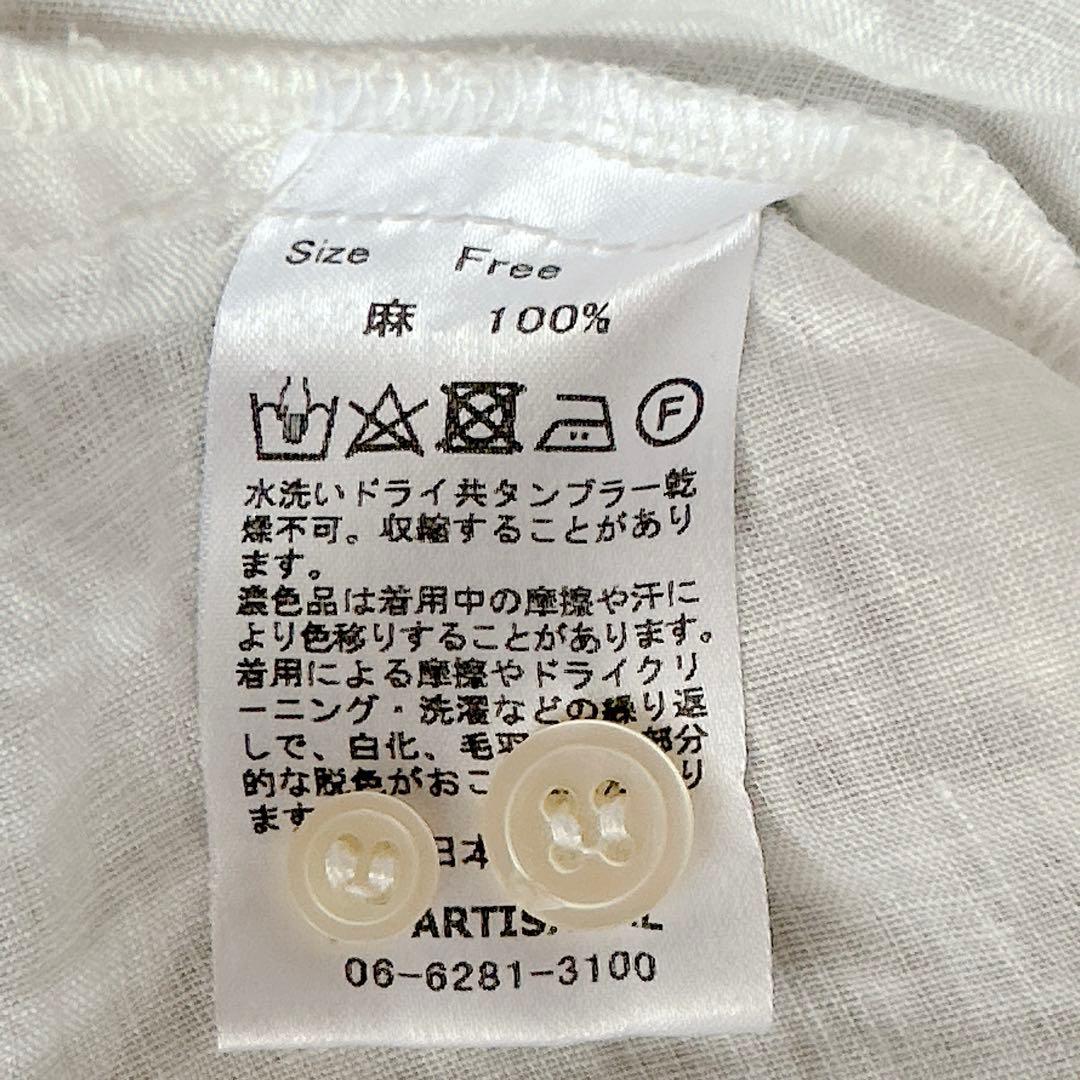 Size Free
麻 100%
F
水洗いドライ共タンブラー乾
燥不可。収縮することがあり
ます。
濃色品は着用中の摩擦や汗に
より色移りすることがあります。
着用による摩擦やドライクリ
ーニング・洗濯などの繰り返
しで、白化、毛 部分
的な脱色がおこ り
ます
日本
06-6281-3100